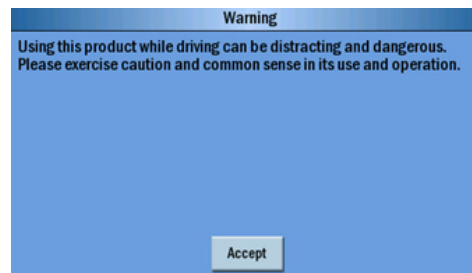 Warning
Using this product while driving can be distracting and dangerous.
Please exercise caution and common sense in its use and operation.
Accept